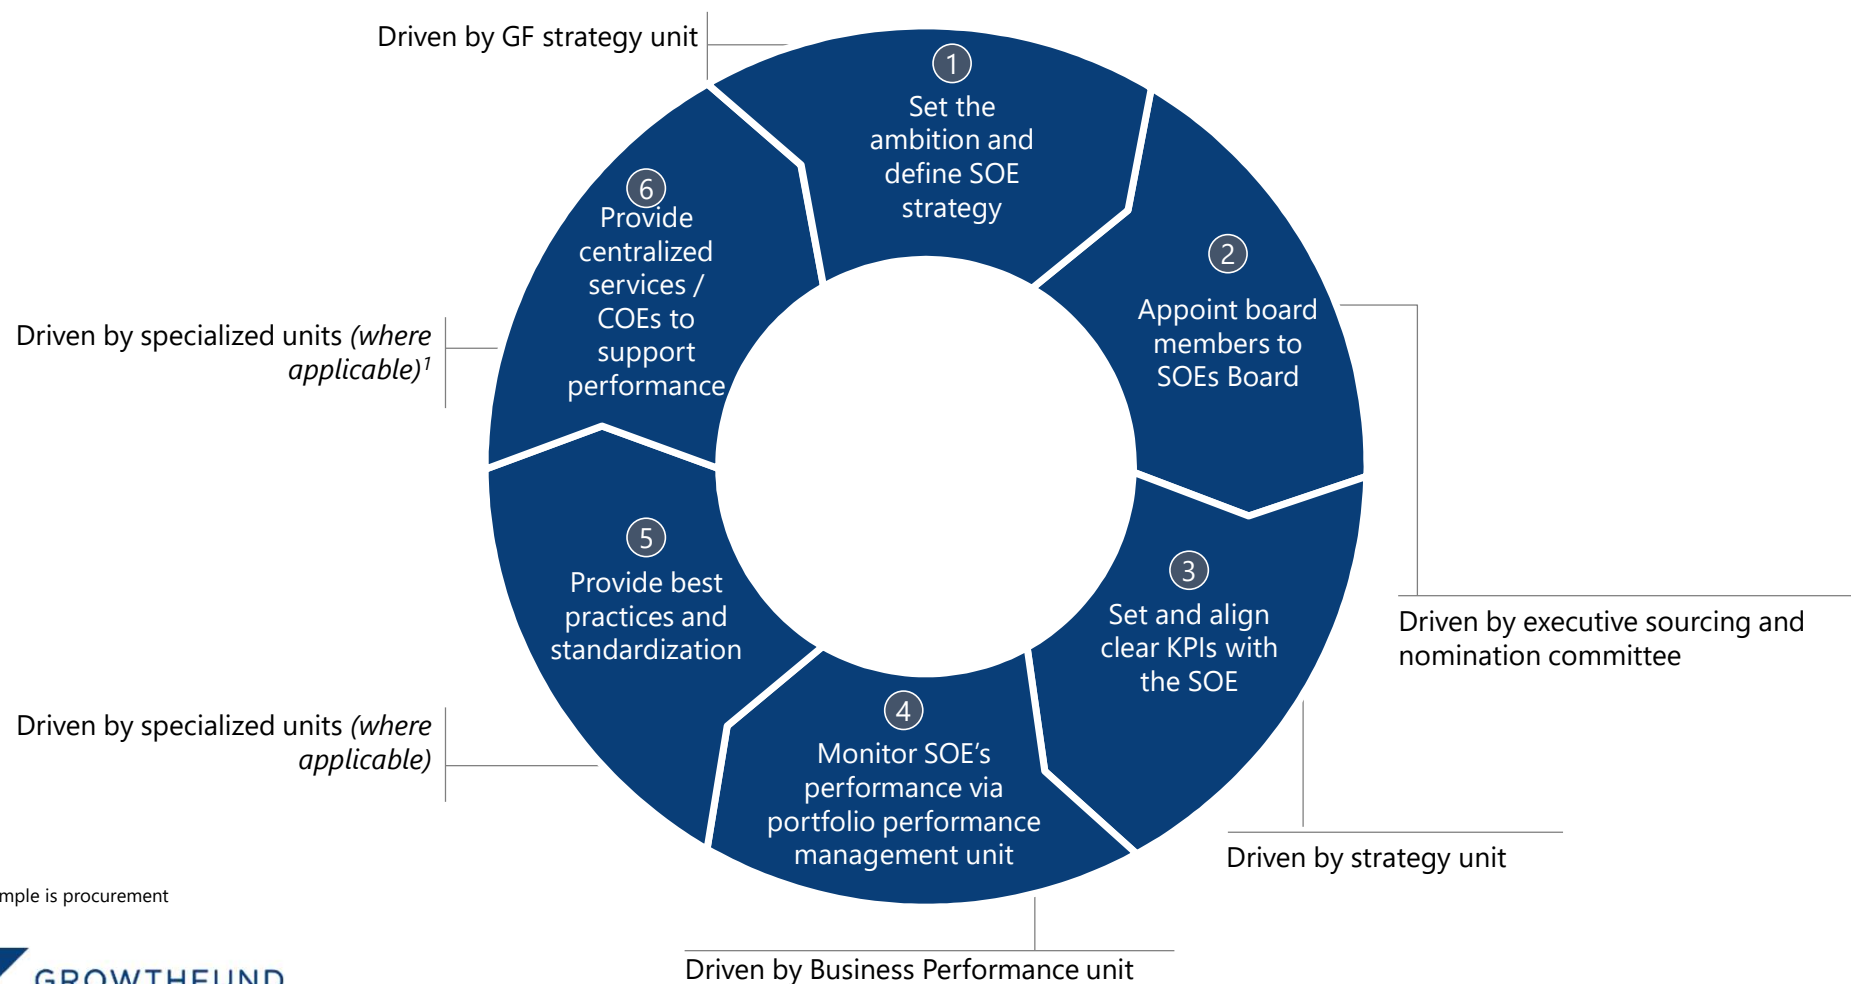 Driven by GF strategy unit
1
Set the
ambition and
define SOE
strategy
2
Appoint board
members to
SOEs Board
Driven by executive sourcing and
nomination committee
3
Set and align
clear KPIs with
the SOE
Driven by strategy unit
4
Monitor SOE’s
performance via
portfolio performance
management unit
Driven by Business Performance unit
5
Provide best
practices and
standardization
Driven by specialized units (where
applicable)
6
Provide
centralized
services /
COEs to
support
performance
Driven by specialized units (where
applicable)1
is procurement
GROWTHFUND